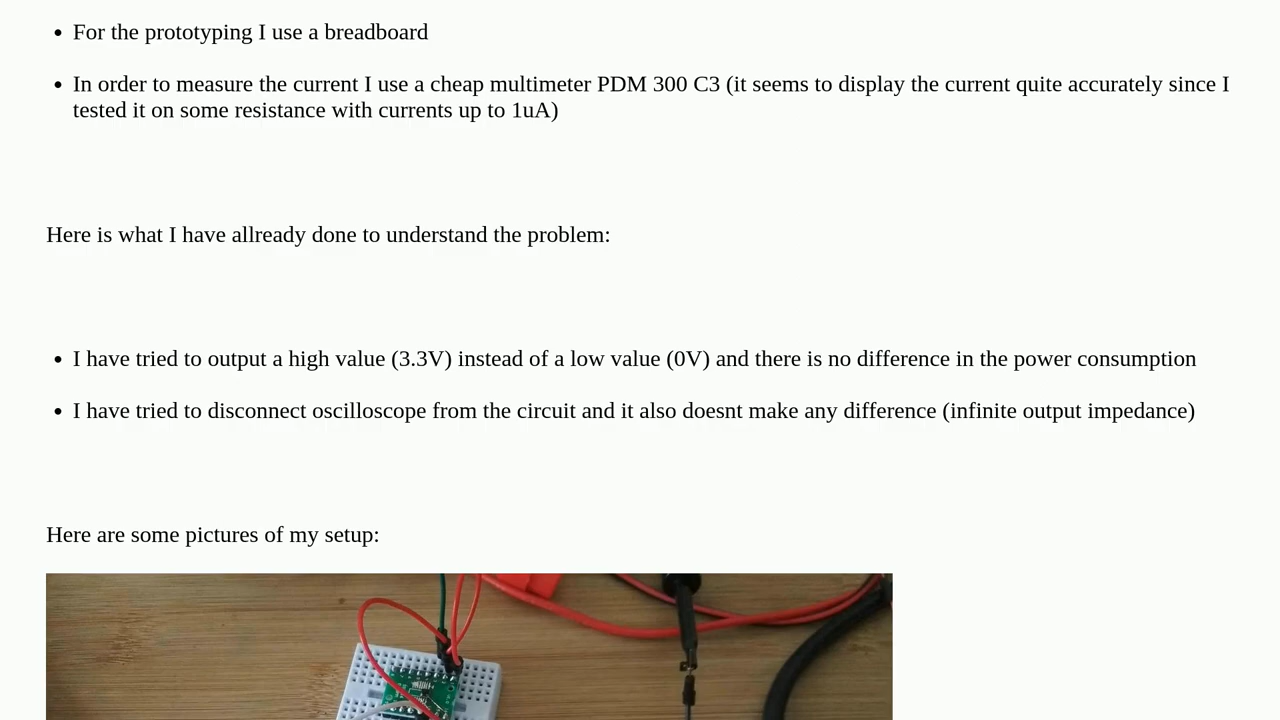 For the prototyping I use a breadboard
In order to measure the current I use a cheap multimeter PDM 300 C3 (it seems to display the current quite accurately since I
tested it on some resistance with currents up to 1uA)
Here is what I have allready done to understand the problem:
I have tried to output a high value (3.3V) instead of a low value (0V) and there is no difference in the power consumption
I have tried to disconnect oscilloscope from the circuit and it also doesnt make any difference (infinite output impedance)
Here are some pictures of my setup: